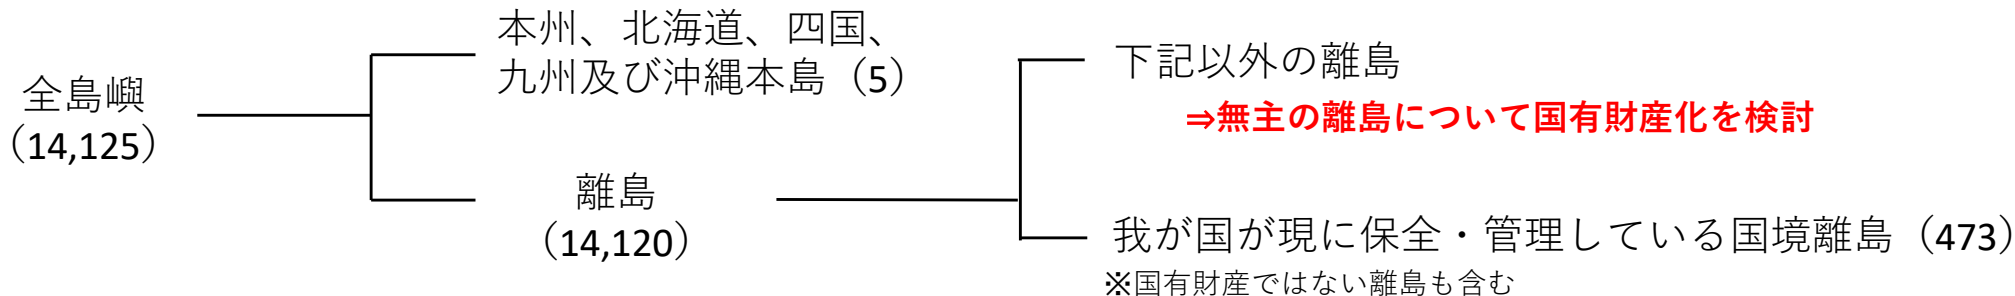 全島嶼
（14,125）
本州、北海道、四国、
九州及び沖縄本島（5）
離島
（14,120）
下記以外の離島
⇒無主の離島について国有財産化を検討
我が国が現に保全・管理している国境離島（473）
※国有財産ではない離島も含む